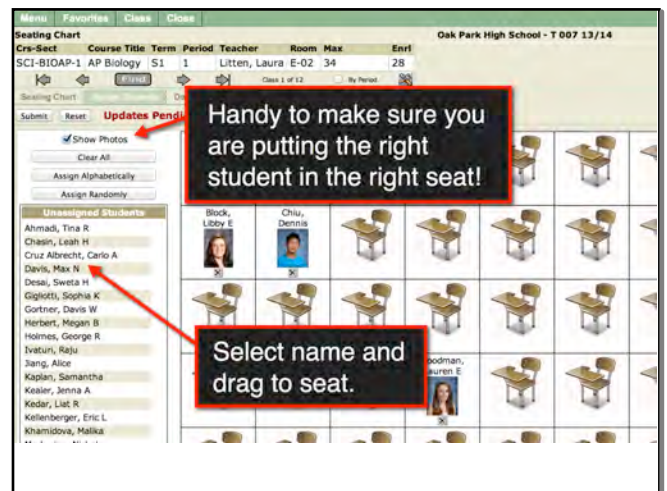 Menu Favorites Class Close
Seating Chart Oak Park High School - T 007 13/14
Crs-Sect Course Title Term Period Teacher Room Max Enrl
SCI-BIOAP-1 AP Biology S1 1 Litten, Laura E-02 34 28
Find Class 1 of 12 By Period
Seating Chart
Submit Reset Updates Pendi
Handy to make sure you
are putting the right
student in the right seat!
Show Photos
Clear All
Assign Alphabetically
Assign Randomly
Unassigned Students
Ahmadi, Tina R
Chasin, Leah H
Cruz Albrecht, Carlo A
Davis, Max N
Desai, Sweta H
Gigliotti, Sophia K
Gortner, Davis W
Herbert, Megan B
Holmes, George R
Ivaturi, Raju
Jiang, Alice
Kaplan, Samantha
Kealer, Jenna A
Kedar, Liat R
Kellenberger, Eric L
Khamidova, Malika
Block,
Libby E
Chiu,
Dennis
Select name and
drag to seat.
oodman,
auren E